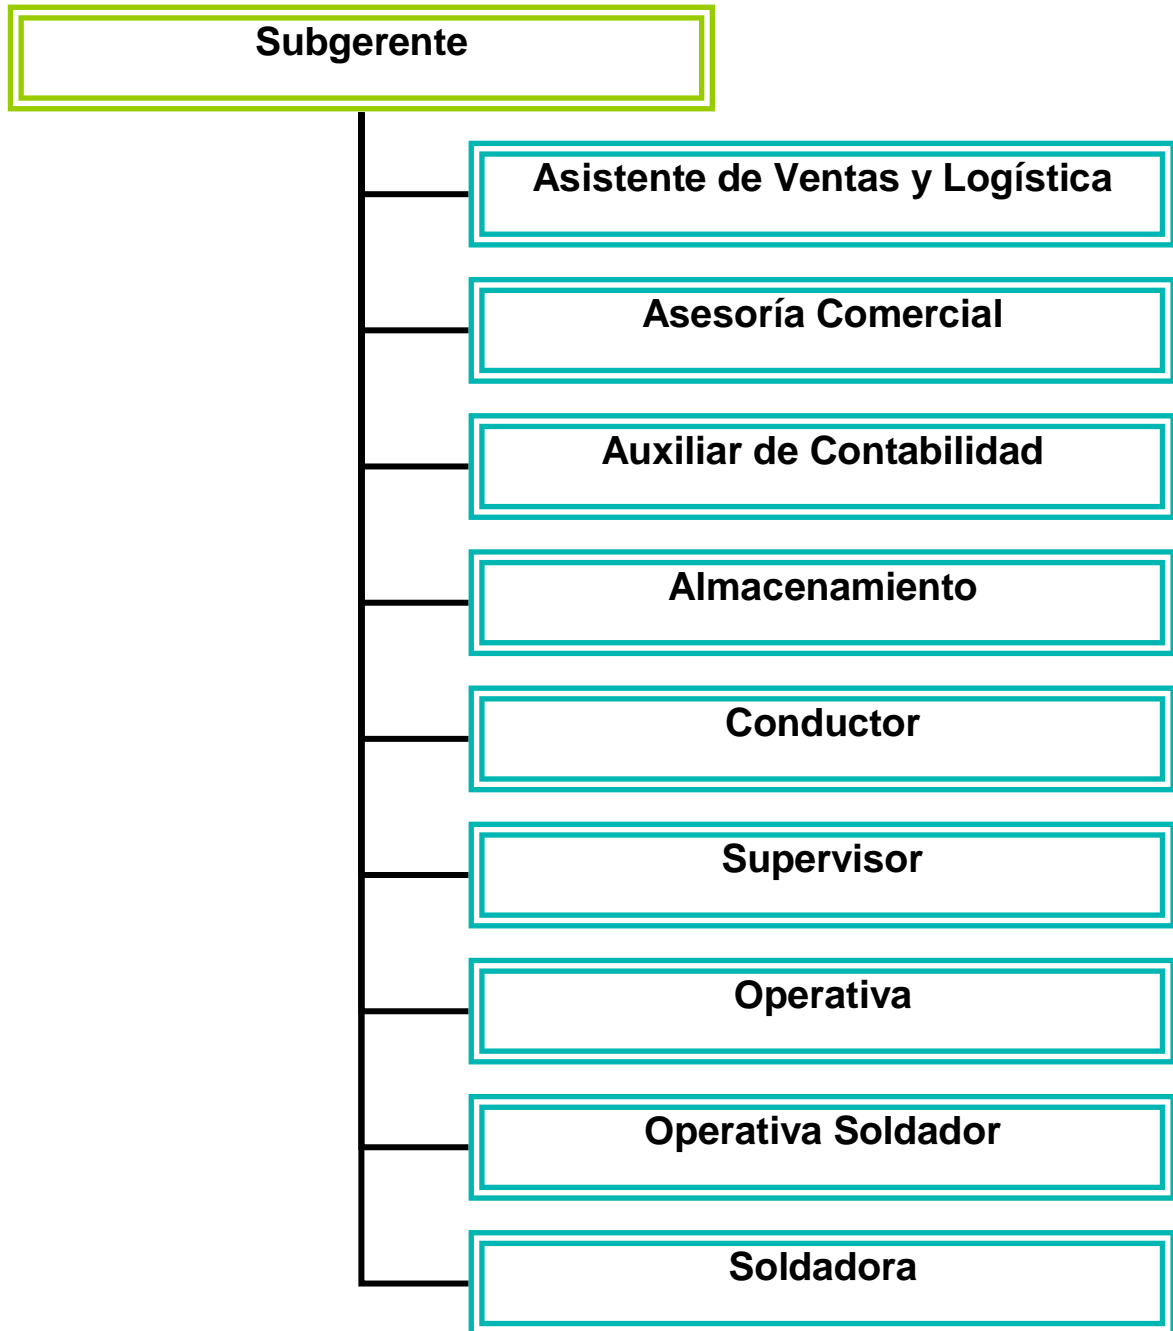 Subgerente
Asistente de Ventas y Logística
Asesoría Comercial
Auxiliar de Contabilidad
Almacenamiento
Conductor
Supervisor
Operativa
Operativa Soldador
Soldadora